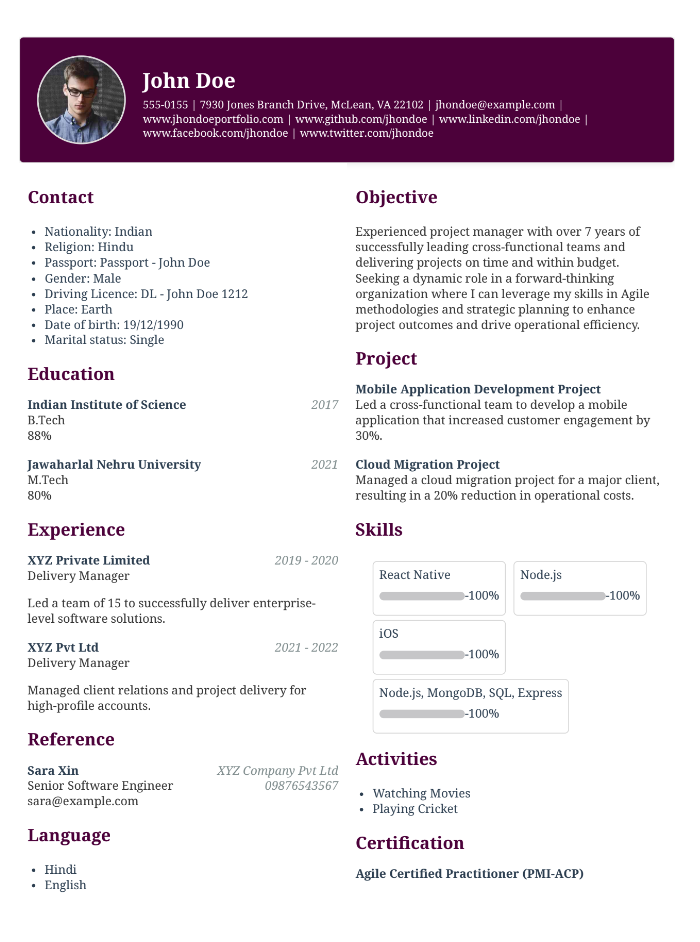 John Doe
555-0155 | 7930 Jones Branch Drive, McLean, VA 22102 | jhondoe@example.com |
www.jhondoeportfolio.com | www.github.com/jhondoe | www.linkedin.com/jhondoe |
www.facebook.com/jhondoe | www.twitter.com/jhondoe
Contact
• Nationality: Indian
• Religion: Hindu
• Passport: Passport - John Doe
• Gender: Male
• Driving Licence: DL - John Doe 1212
• Place: Earth
• Date of birth: 19/12/1990
• Marital status: Single
Education
Indian Institute of Science 2017
B.Tech
88%
Jawaharlal Nehru University 2021
M.Tech
80%
Experience
XYZ Private Limited 2019 - 2020
Delivery Manager
Led a team of 15 to successfully deliver enterprise-
level software solutions.
XYZ Pvt Ltd 2021 - 2022
Delivery Manager
Managed client relations and project delivery for
high-profile accounts.
Reference
Sara Xin XYZ Company Pvt Ltd
Senior Software Engineer 09876543567
sara@example.com
Language
• Hindi
• English
Objective
Experienced project manager with over 7 years of
successfully leading cross-functional teams and
delivering projects on time and within budget.
Seeking a dynamic role in a forward-thinking
organization where I can leverage my skills in Agile
methodologies and strategic planning to enhance
project outcomes and drive operational efficiency.
Project
Mobile Application Development Project
Led a cross-functional team to develop a mobile
application that increased customer engagement by
30%.
Cloud Migration Project
Managed a cloud migration project for a major client,
resulting in a 20% reduction in operational costs.
Skills
React Native
-100%
Node.js
-100%
iOS
-100%
Node.js, MongoDB, SQL, Express
-100%
Activities
• Watching Movies
• Playing Cricket
Certification
Agile Certified Practitioner (PMI-ACP)